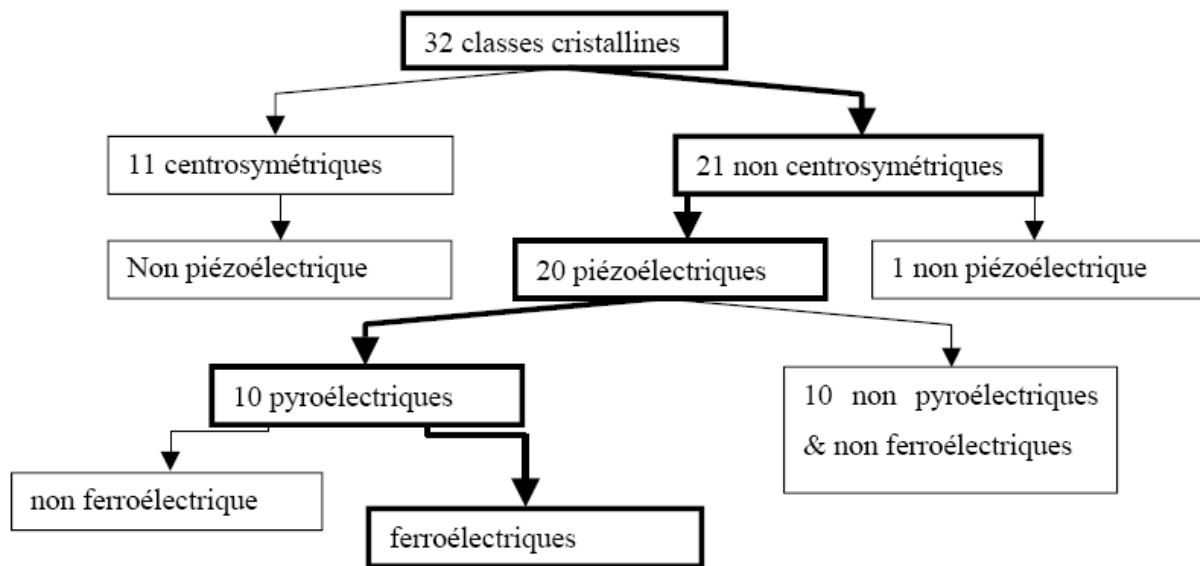 32 classes cristallines
11 centrosymétriques
21 non centrosymétriques
Non piézoélectrique
20 piézoélectriques
1 non piézoélectrique
10 pyroélectriques
10 non pyroélectriques
& non ferroélectriques
non ferroélectrique
ferroélectriques